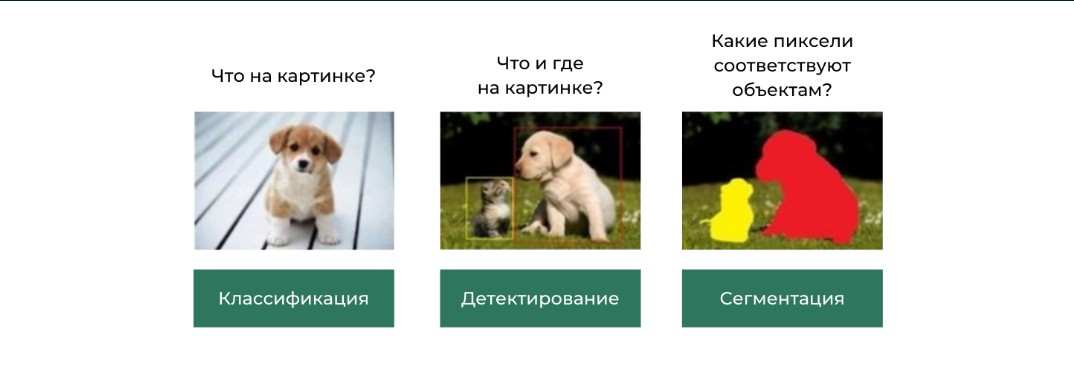 Что на картинке?
Что и где
на картинке?
Какие пиксели
соответствуют
объектам?
Классификация
Детектирование
Сегментация